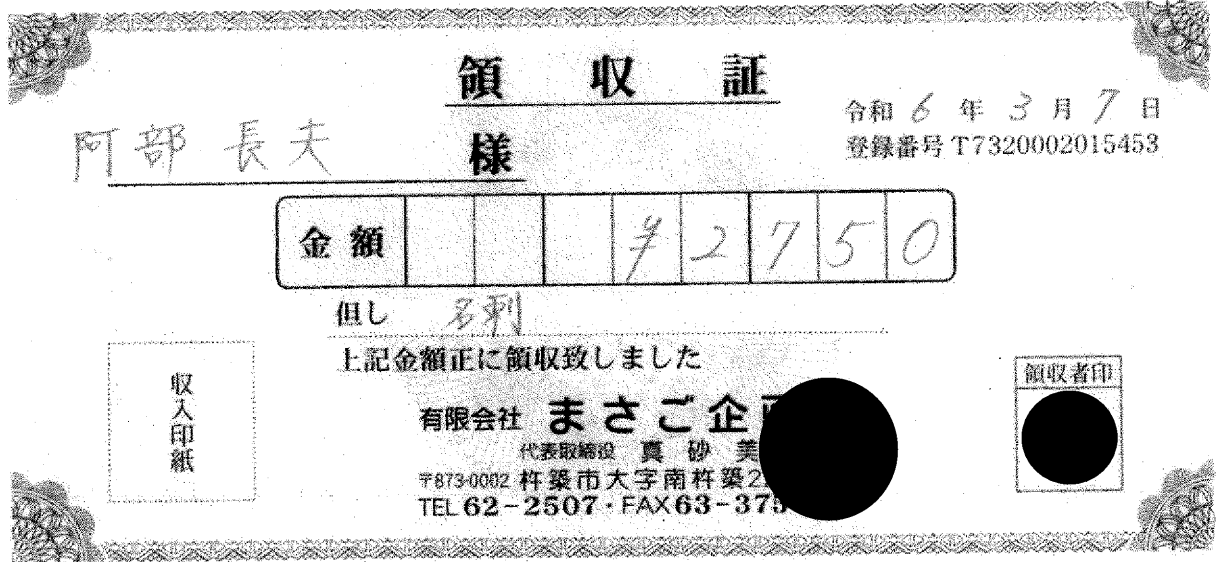 領収証
令和6年3月7日
登録番号 T7320002015453
阿部長夫 様
金額 ¥2750
但し 名刺
上記金額正に領収致しました
収入印紙
領収者印
有限会社 まさご企
代表取締役 真砂 美
〒873-0002 杵築市大字南杵築2
TEL 62-2507・FAX 63-375